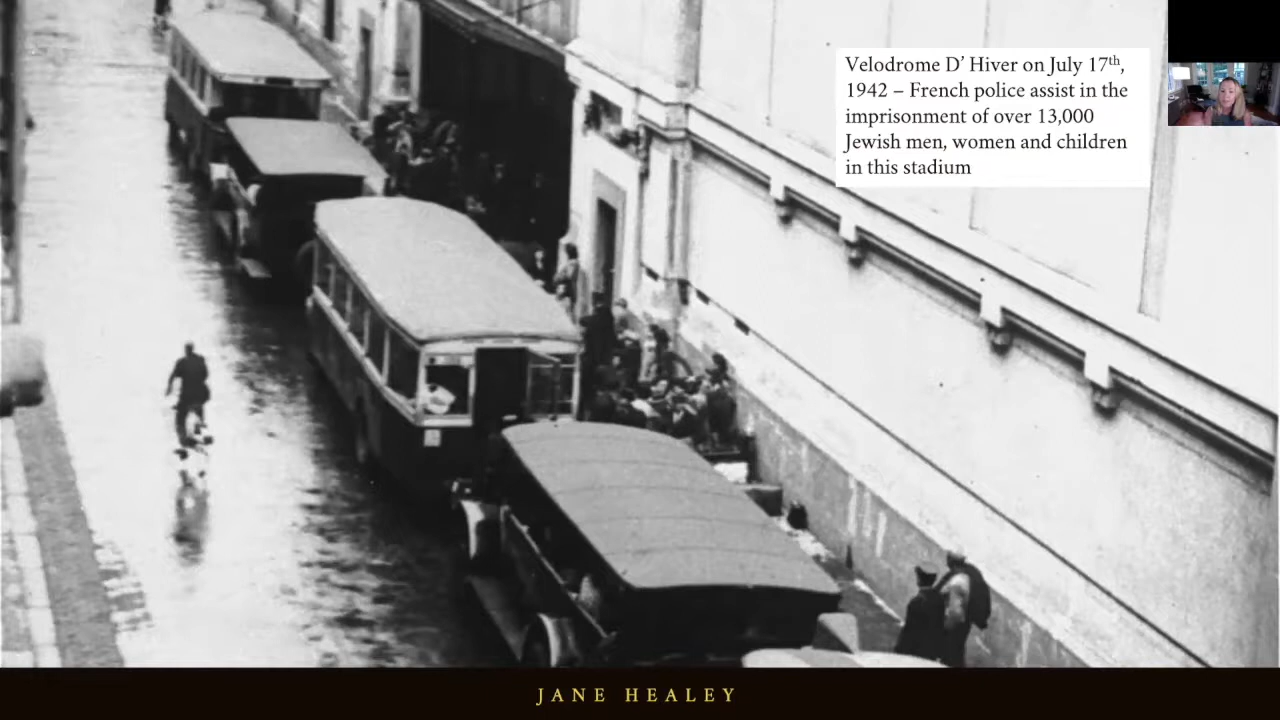 Velodrome D’ Hiver on July 17th,
1942 – French police assist in the
imprisonment of over 13,000
Jewish men, women and children
in this stadium
JANE HEALEY